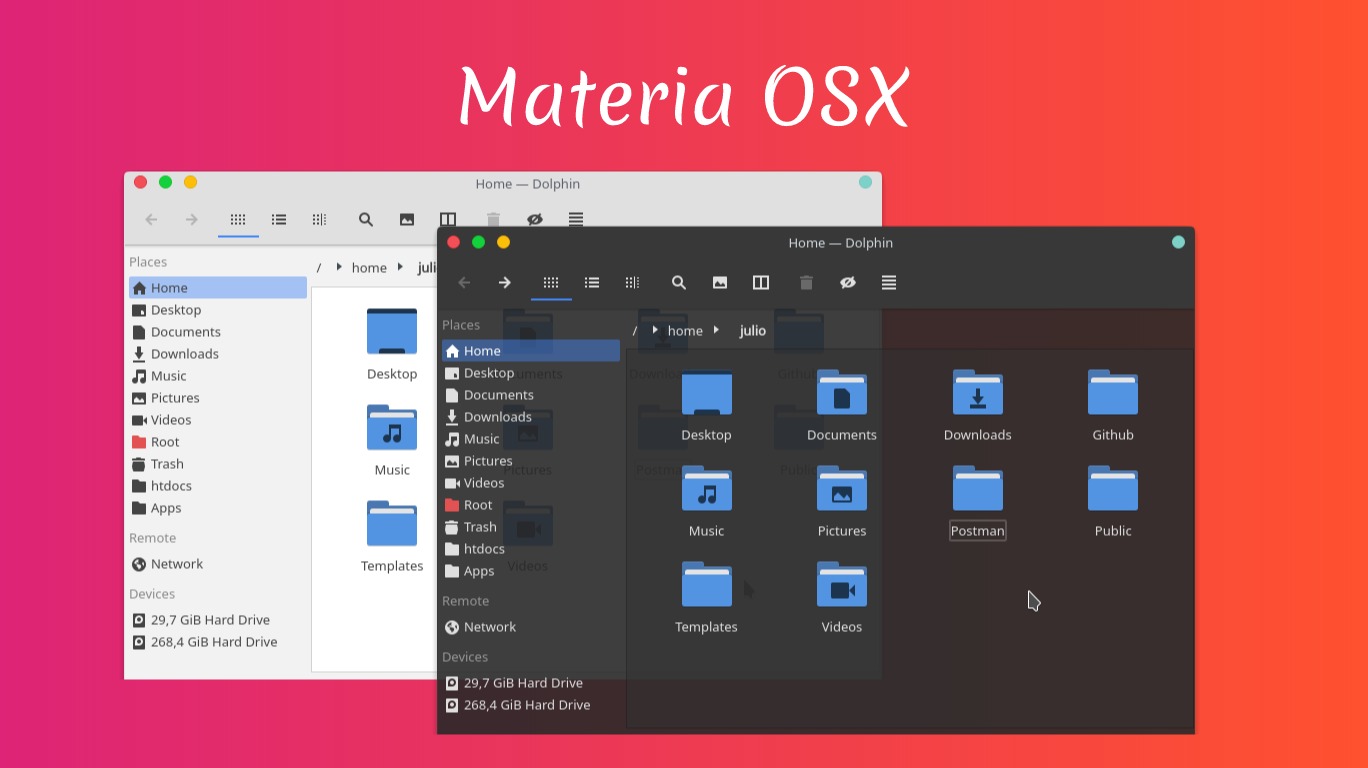 Materia OSX
Home — Dolphin
Places
Home
Desktop
Documents
Downloads
Music
Pictures
Videos
Root
Trash
htdocs
Apps
Remote
Network
Devices
29,7 GiB Hard Drive
268,4 GiB Hard Drive
/ home juli
Desktop
Music
Templates
Home — Dolphin
Places
Home
Desktop
Documents
Downloads
Music
Pictures
Videos
Root
Trash
htdocs
Apps
Remote
Network
Devices
29,7 GiB Hard Drive
268,4 GiB Hard Drive
/ home julio
Desktop Documents Downloads Github
Music Pictures Postman Public
Templates Videos